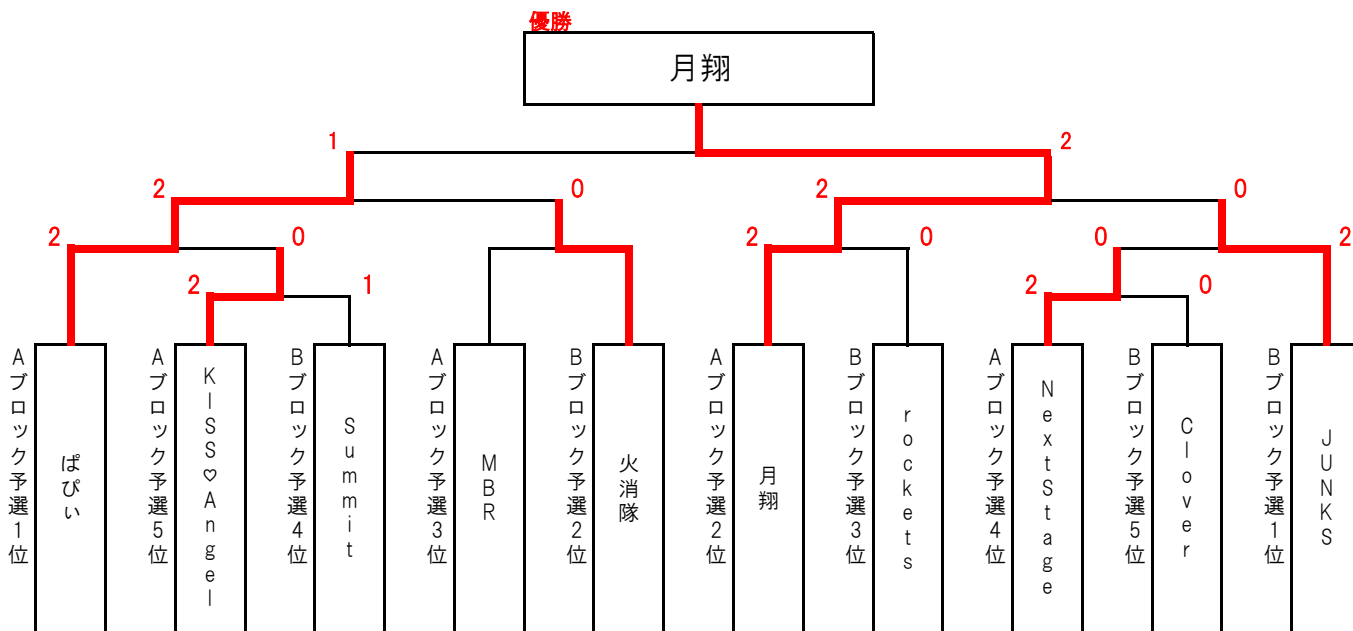 優勝
月翔
1
2
2
0
2
0
2
0
2
0
0
2
2
1
2
0
Aブロック予選1位
ぱぴぃ
Aブロック予選5位
KISS♡Angel
Bブロック予選4位
Summit
Aブロック予選3位
MBR
Bブロック予選2位
火消隊
Aブロック予選2位
月翔
Bブロック予選3位
rockets
Aブロック予選4位
NextStage
Bブロック予選5位
Clover
Bブロック予選1位
JUNKS